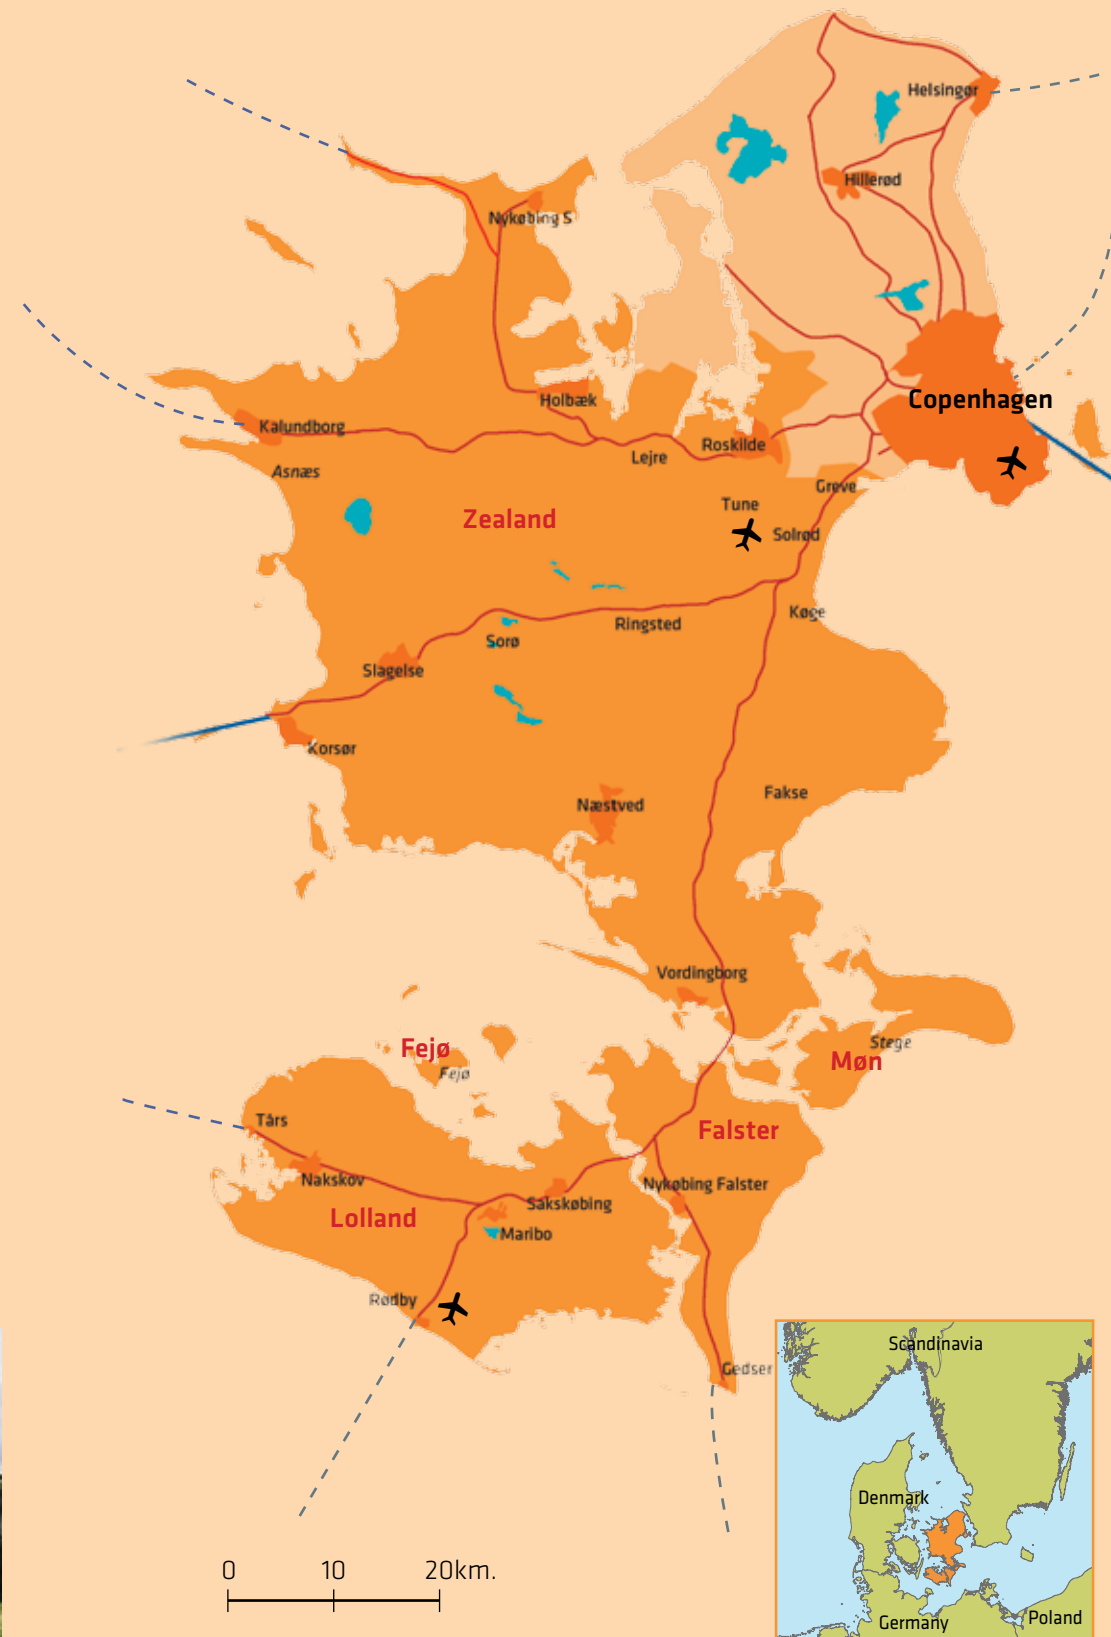 Helsingør
Hillerød
Nykøbing S
Copenhagen
Holbæk
Kalundborg
Roskilde
Lejre
Asnæs
Greve
Tune
Zealand
Solrød
Køge
Ringsted
Sorø
Slagelse
Korsør
Fakse
Næstved
Vordingborg
Stege
Fejø
Møn
Fejø
Tårs
Falster
Nakskov
Nykøbing Falster
Sakskøbing
Lolland
Maribo
Rødby
Gedser
Scandinavia
Denmark
Germany
Poland
0 10 20km.